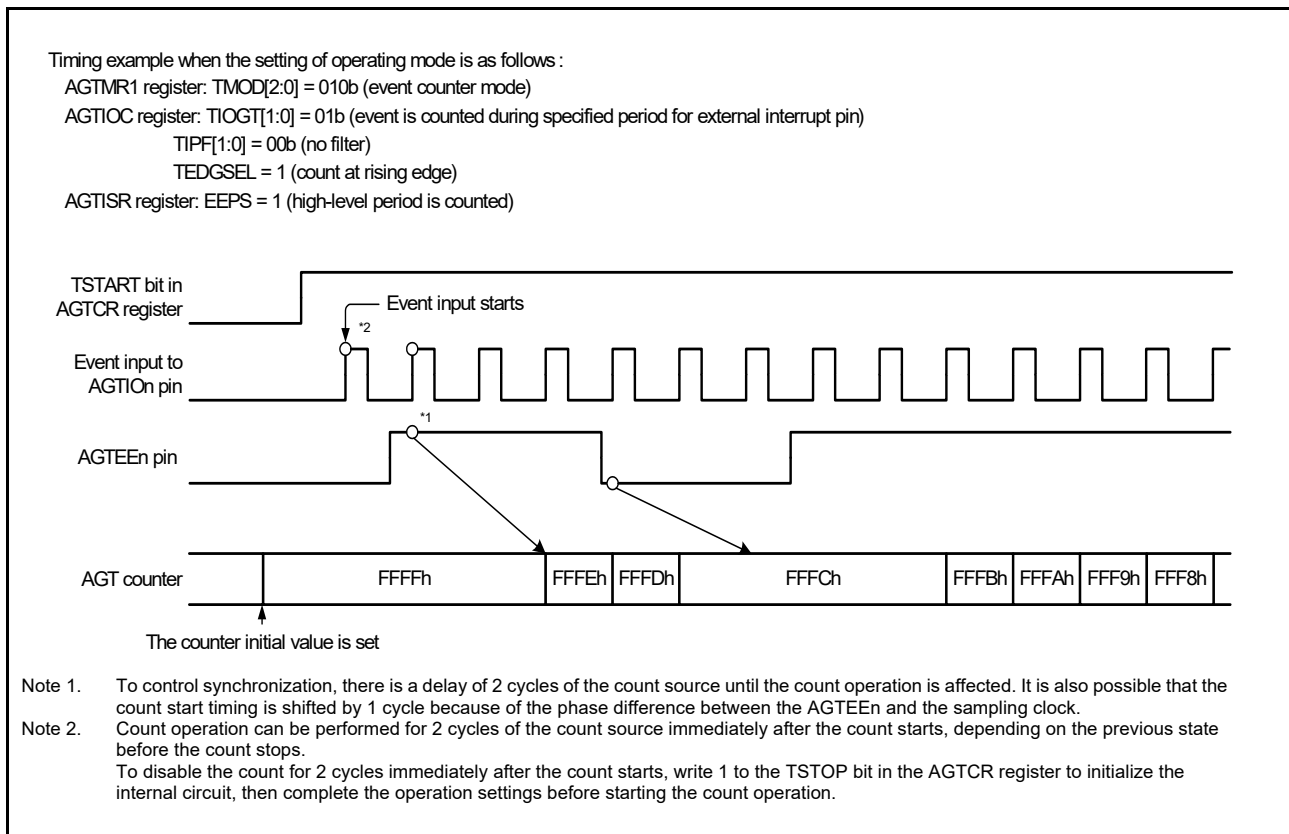 Timing example when the setting of operating mode is as follows :
AGTMR1 register: TMOD[2:0] = 010b (event counter mode)
AGTIOC register: TIOGT[1:0] = 01b (event is counted during specified period for external interrupt pin)
TIPF[1:0] = 00b (no filter)
TEDGSEL = 1 (count at rising edge)
AGTISR register: EEPS = 1 (high-level period is counted)
TSTART bit in
AGTCR register
Event input starts
*2
Event input to
AGTIOn pin
*1
AGTEEn pin
AGT counter
FFFFh
FFFEh
FFFDh
FFFCh
FFFBh
FFFAh
FFF9h
FFF8h
The counter initial value is set
Note 1. To control synchronization, there is a delay of 2 cycles of the count source until the count operation is affected. It is also possible that the
count start timing is shifted by 1 cycle because of the phase difference between the AGTEEn and the sampling clock.
Note 2. Count operation can be performed for 2 cycles of the count source immediately after the count starts, depending on the previous state
before the count stops.
To disable the count for 2 cycles immediately after the count starts, write 1 to the TSTOP bit in the AGTCR register to initialize the
internal circuit, then complete the operation settings before starting the count operation.